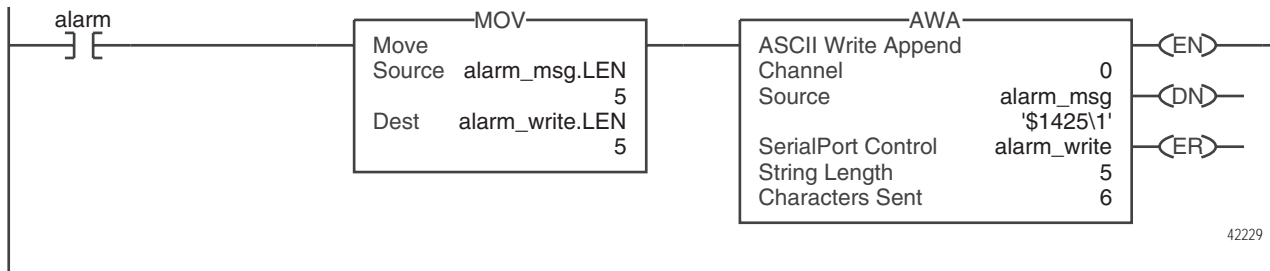 alarm
MOV
Move
Source alarm_msg.LEN
5
Dest alarm_write.LEN
5
AWA
ASCII Write Append
Channel 0
Source alarm_msg
'$1425\1'
SerialPort Control alarm_write
String Length 5
Characters Sent 6
EN
DN
ER
42229